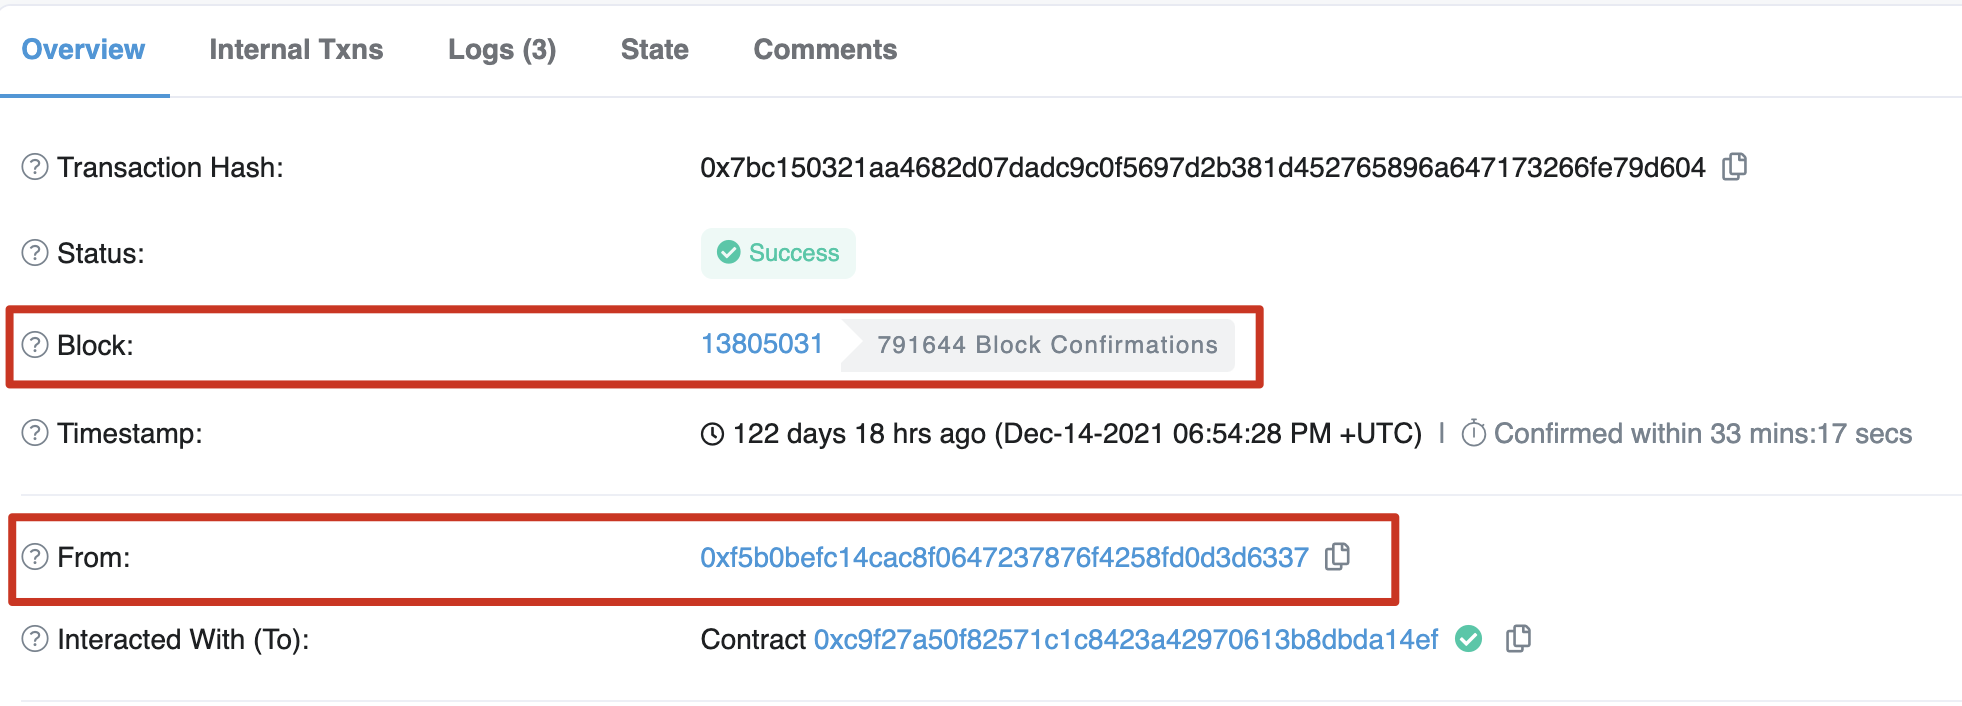 Overview Internal Txns Logs (3) State Comments
Transaction Hash: 0x7bc150321aa4682d07dadc9c0f5697d2b381d452765896a647173266fe79d604
Status: Success
Block: 13805031 791644 Block Confirmations
Timestamp: 122 days 18 hrs ago (Dec-14-2021 06:54:28 PM +UTC) | Confirmed within 33 mins:17 secs
From: 0xf5b0befc14cac8f0647237876f4258fd0d3d6337
Interacted With (To): Contract 0xc9f27a50f82571c1c8423a42970613b8dbda14ef